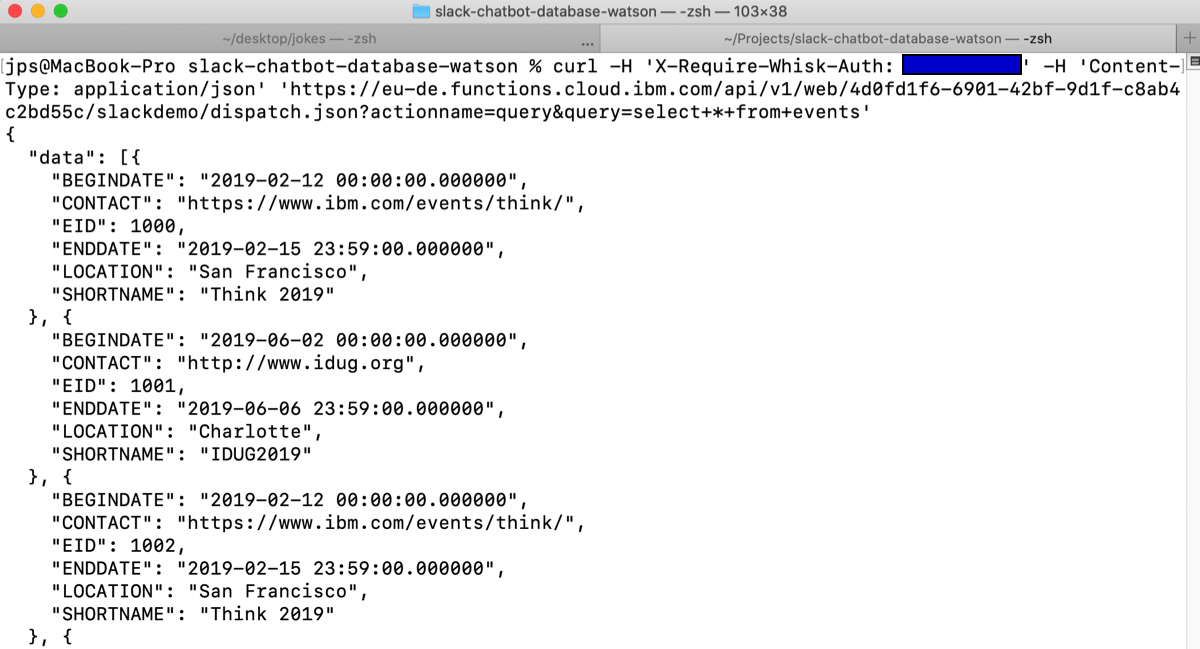 slack-chatbot-database-watson — -zsh — 103×38
~/desktop/jokes — -zsh ... ~/Projects/slack-chatbot-database-watson — -zsh +
[jps@MacBook-Pro slack-chatbot-database-watson % curl -H 'X-Require-Whisk-Auth: ' -H 'Content-]
Type: application/json' 'https://eu-de.functions.cloud.ibm.com/api/v1/web/4d0fd1f6-6901-42bf-9d1f-c8ab4
c2bd55c/slackdemo/dispatch.json?actionname=query&query=select+*+from+events'
{
"data": [{
"BEGINDATE": "2019-02-12 00:00:00.000000",
"CONTACT": "https://www.ibm.com/events/think/",
"EID": 1000,
"ENDDATE": "2019-02-15 23:59:00.000000",
"LOCATION": "San Francisco",
"SHORTNAME": "Think 2019"
}, {
"BEGINDATE": "2019-06-02 00:00:00.000000",
"CONTACT": "http://www.idug.org",
"EID": 1001,
"ENDDATE": "2019-06-06 23:59:00.000000",
"LOCATION": "Charlotte",
"SHORTNAME": "IDUG2019"
}, {
"BEGINDATE": "2019-02-12 00:00:00.000000",
"CONTACT": "https://www.ibm.com/events/think/",
"EID": 1002,
"ENDDATE": "2019-02-15 23:59:00.000000",
"LOCATION": "San Francisco",
"SHORTNAME": "Think 2019"
}, {